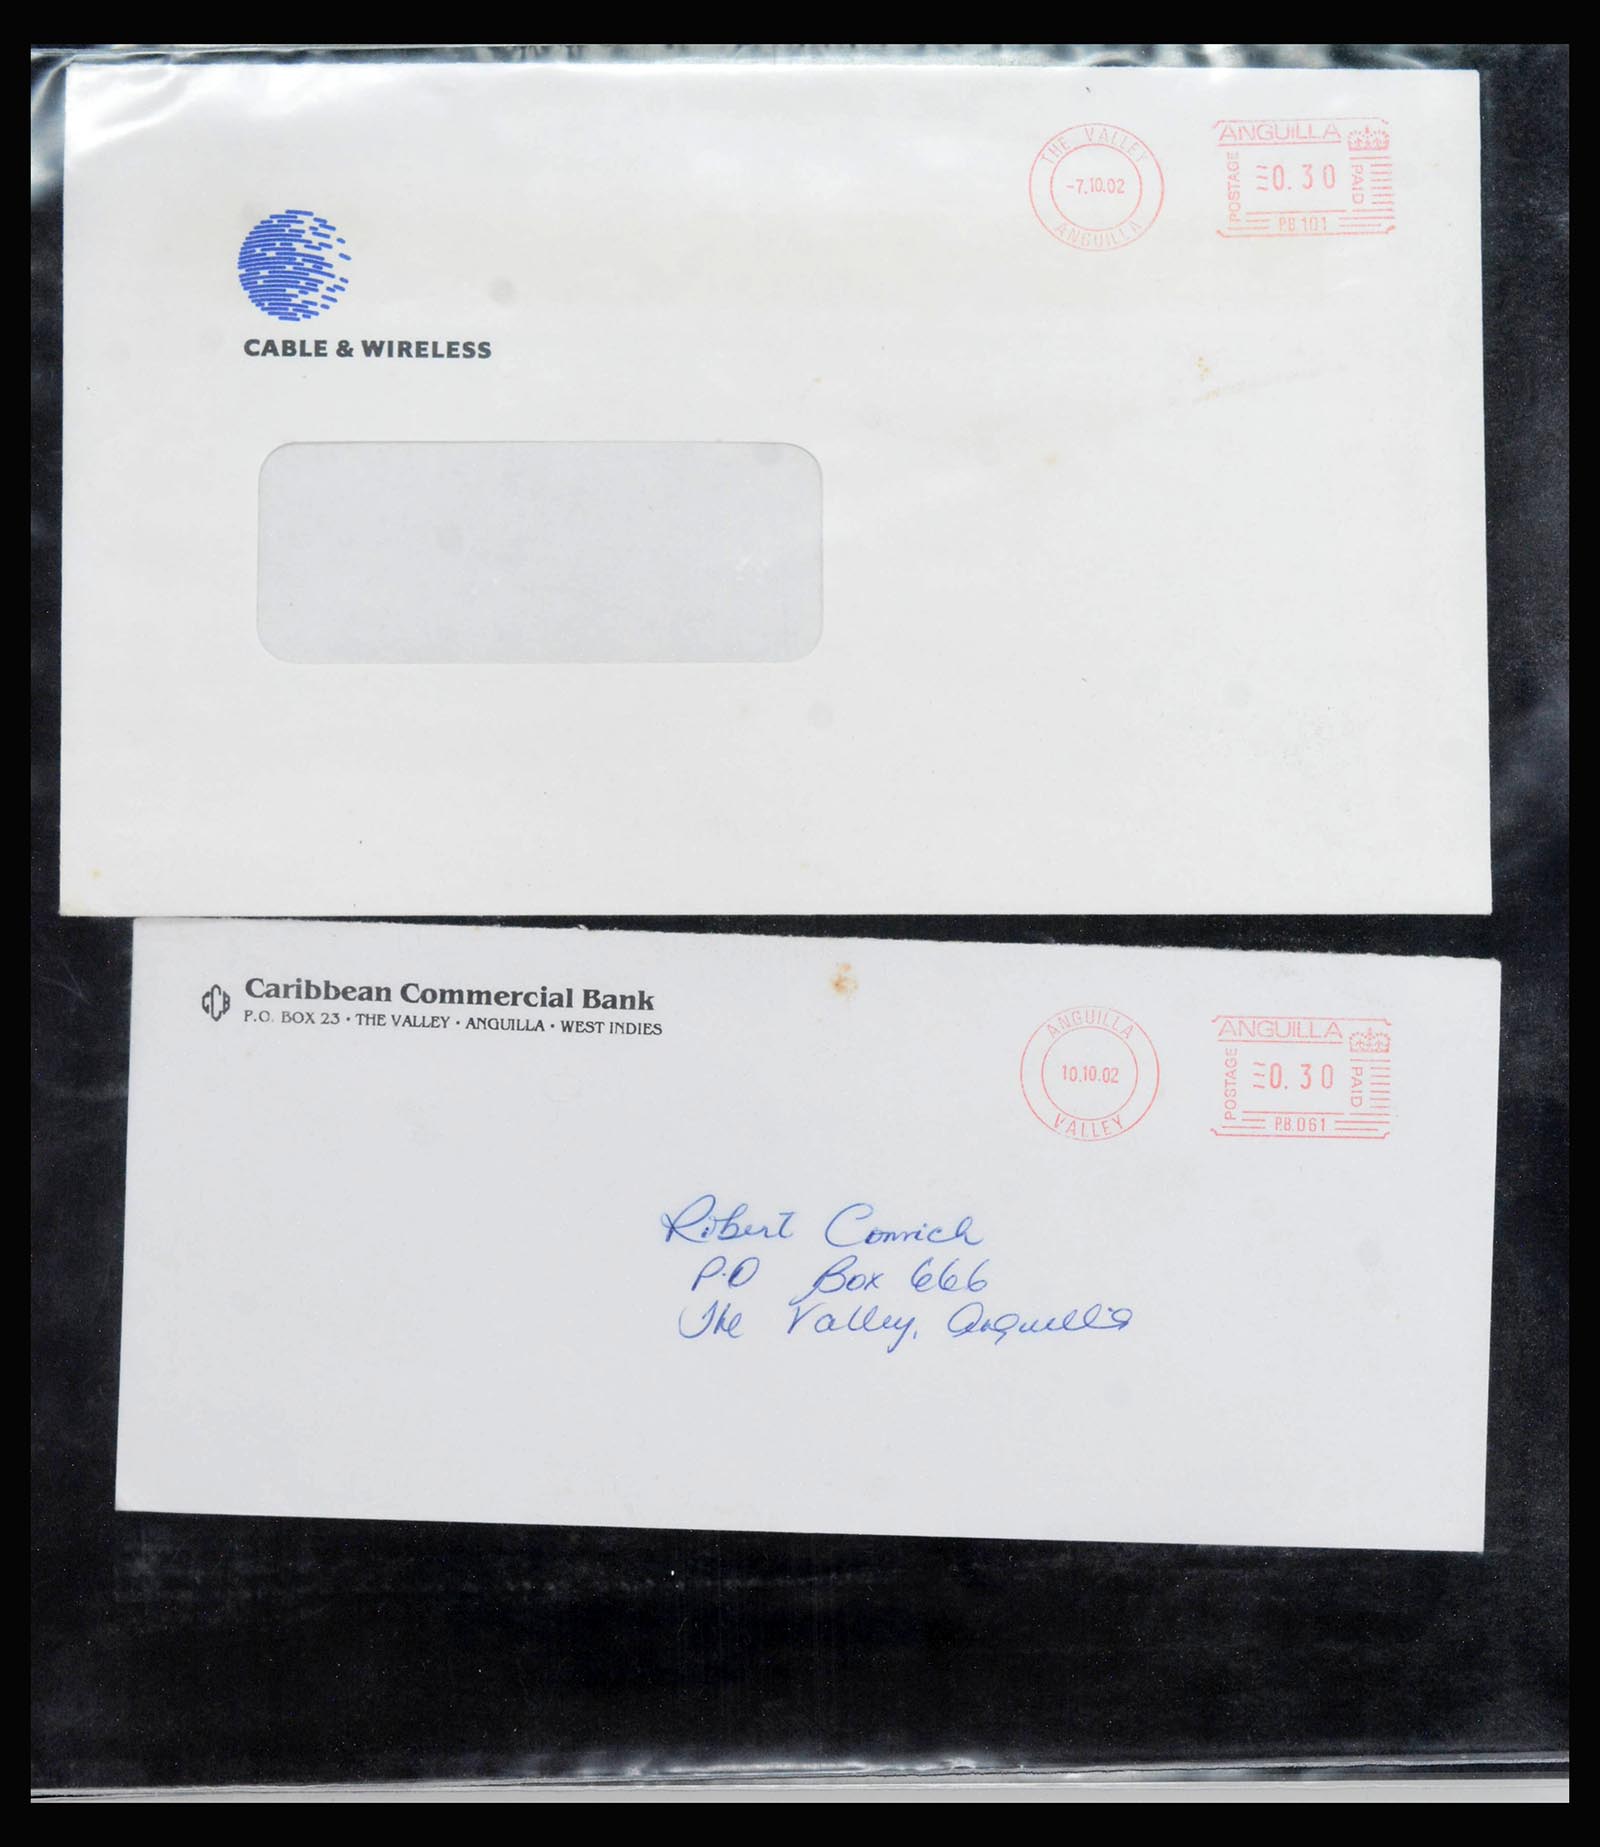 THE VALLEY
-7.10.02
ANGUILLA
ANGUILLA
POSTAGE
0.30
PAID
P.B.101
CABLE & WIRELESS
CCB
Caribbean Commercial Bank
P.O. BOX 23 • THE VALLEY • ANGUILLA • WEST INDIES
ANGUILLA
10.10.02
VALLEY
ANGUILLA
POSTAGE
0.30
PAID
P.B.061
Robert Conrich
P.O Box 666
The Valley, Anguilla